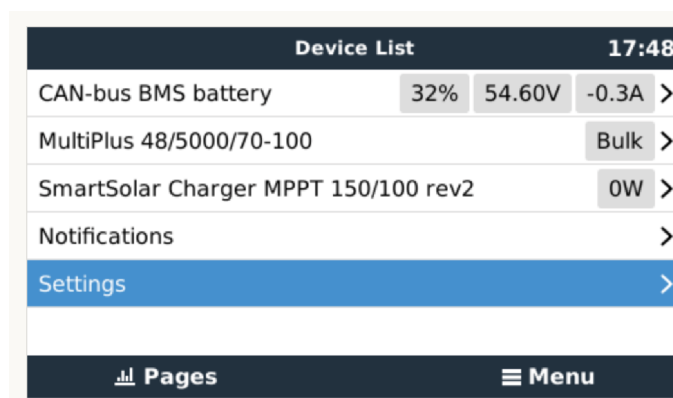 Device List 17:48
CAN-bus BMS battery 32% 54.60V -0.3A
MultiPlus 48/5000/70-100 Bulk
SmartSolar Charger MPPT 150/100 rev2 0W
Notifications
Settings
Pages Menu